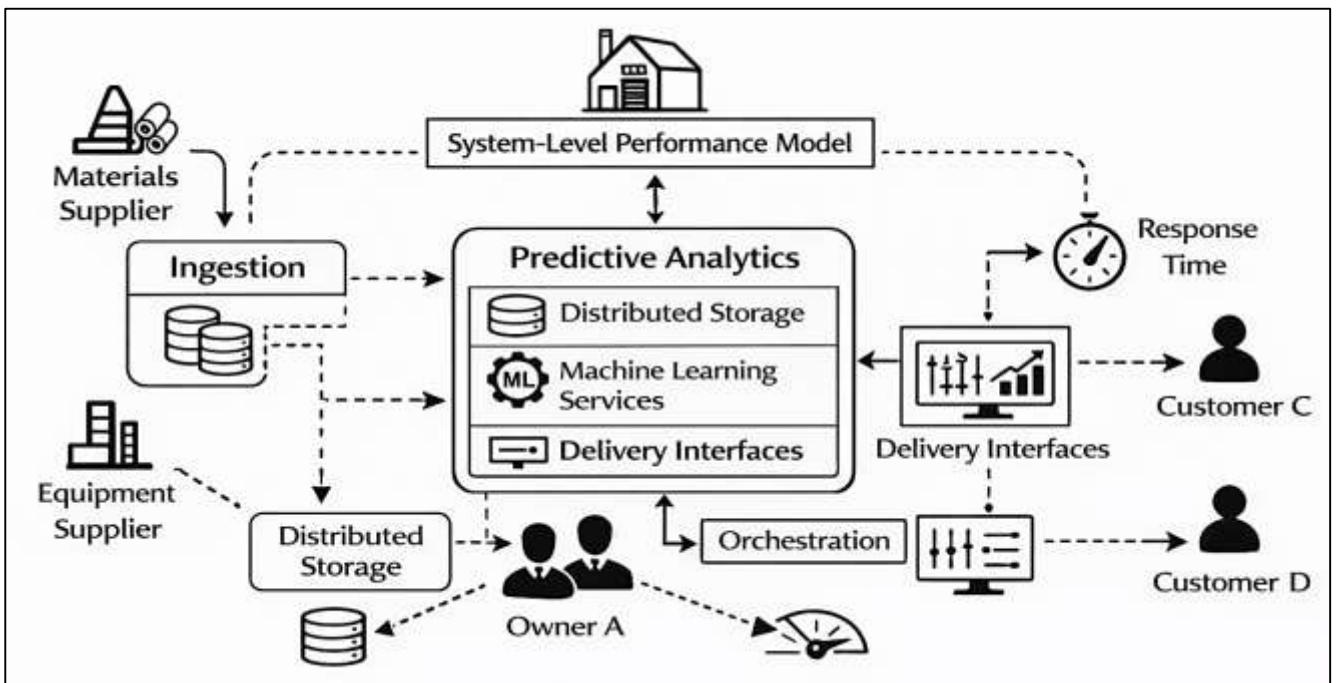 System-Level Performance Model
Materials
Supplier
Ingestion
Predictive Analytics
Distributed Storage
ML
Machine Learning
Services
Delivery Interfaces
Response
Time
Customer C
Delivery Interfaces
Equipment
Supplier
Distributed
Storage
Owner A
Orchestration
Customer D